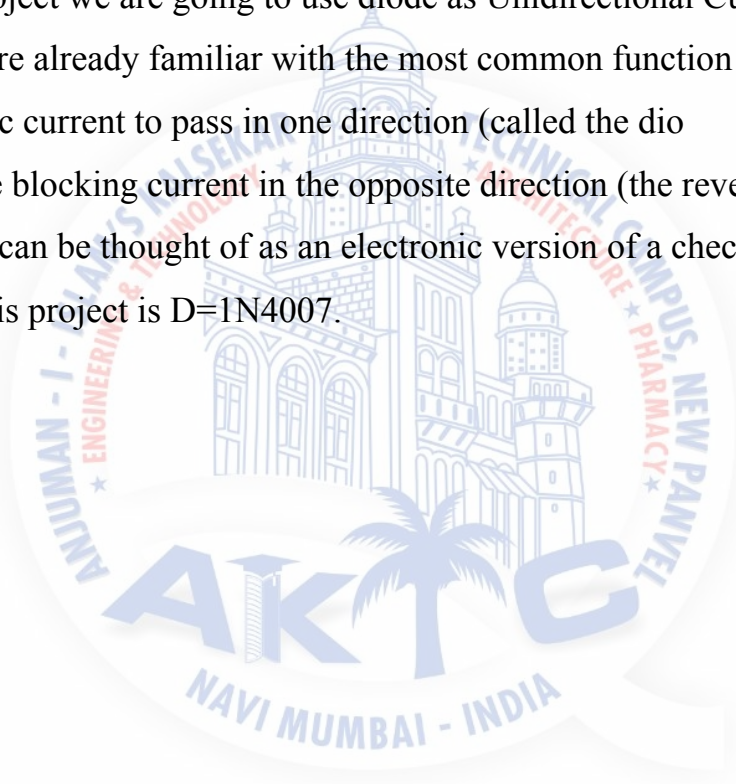 ject we are going to use diode as Unidirectional Cu
re already familiar with the most common function
c current to pass in one direction (called the dio
e blocking current in the opposite direction (the reve
can be thought of as an electronic version of a chec
is project is D=1N4007.
ANJUMAN - I - ISLAM'S KALSEKAR TECHNICAL CAMPUS, NEW PANVEL
★ ENGINEERING & TECHNOLOGY ★ ★ ARCHITECTURE ★ PHARMACY ★
AKTC
NAVI MUMBAI - INDIA